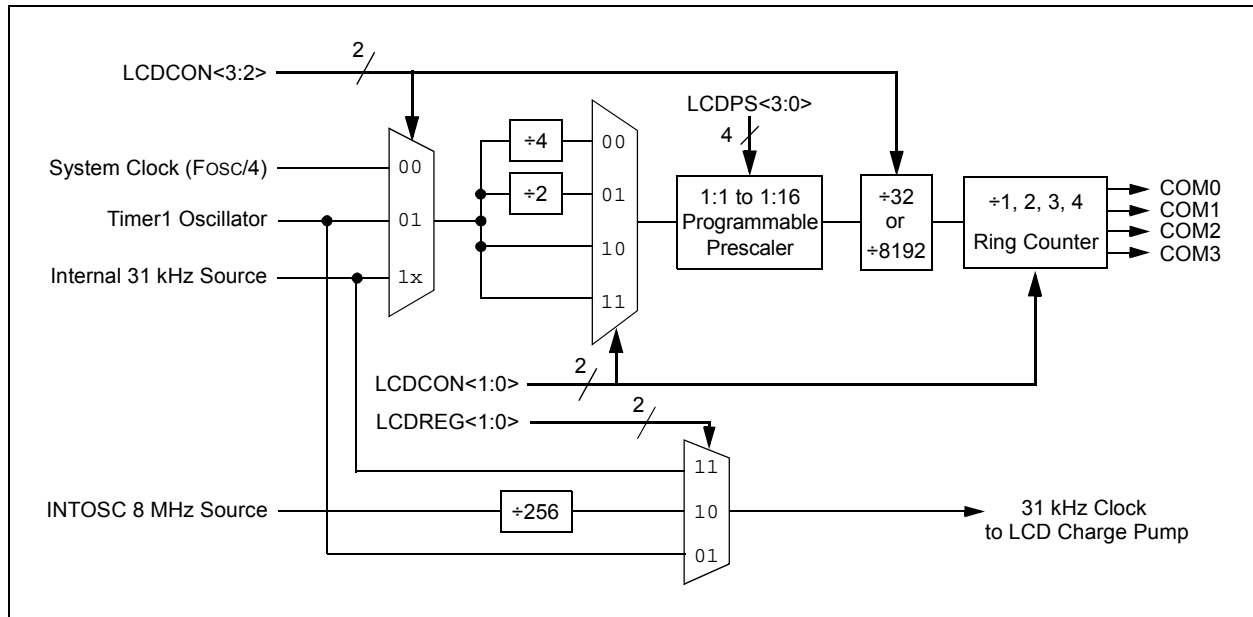 2
LCDCON<3:2>
LCDPS<3:0>
4
System Clock (FOSC/4)
00
÷4
00
Timer1 Oscillator
01
÷2
01
1:1 to 1:16
Programmable
Prescaler
÷32
or
÷8192
÷1, 2, 3, 4
Ring Counter
COM0
COM1
COM2
COM3
Internal 31 kHz Source
1x
10
11
2
LCDCON<1:0>
2
LCDREG<1:0>
11
INTOSC 8 MHz Source
÷256
10
31 kHz Clock
to LCD Charge Pump
01